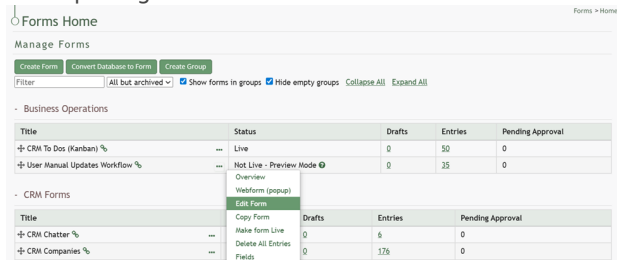 Forms > Home
Forms Home
Manage Forms
Create Form Convert Database to Form Create Group
Filter All but archived Show forms in groups Hide empty groups Collapse All Expand All
- Business Operations
Title Status Drafts Entries Pending Approval
CRM To Dos (Kanban) ... Live 0 50 0
User Manual Updates Workflow ... Not Live - Preview Mode 0 35 0
Overview
Webform (popup)
- CRM Forms
Edit Form
Copy Form
Title Drafts Entries Pending Approval
Make form Live
CRM Chatter ... 0 6 0
Delete All Entries
CRM Companies ... 0 176 0
Fields